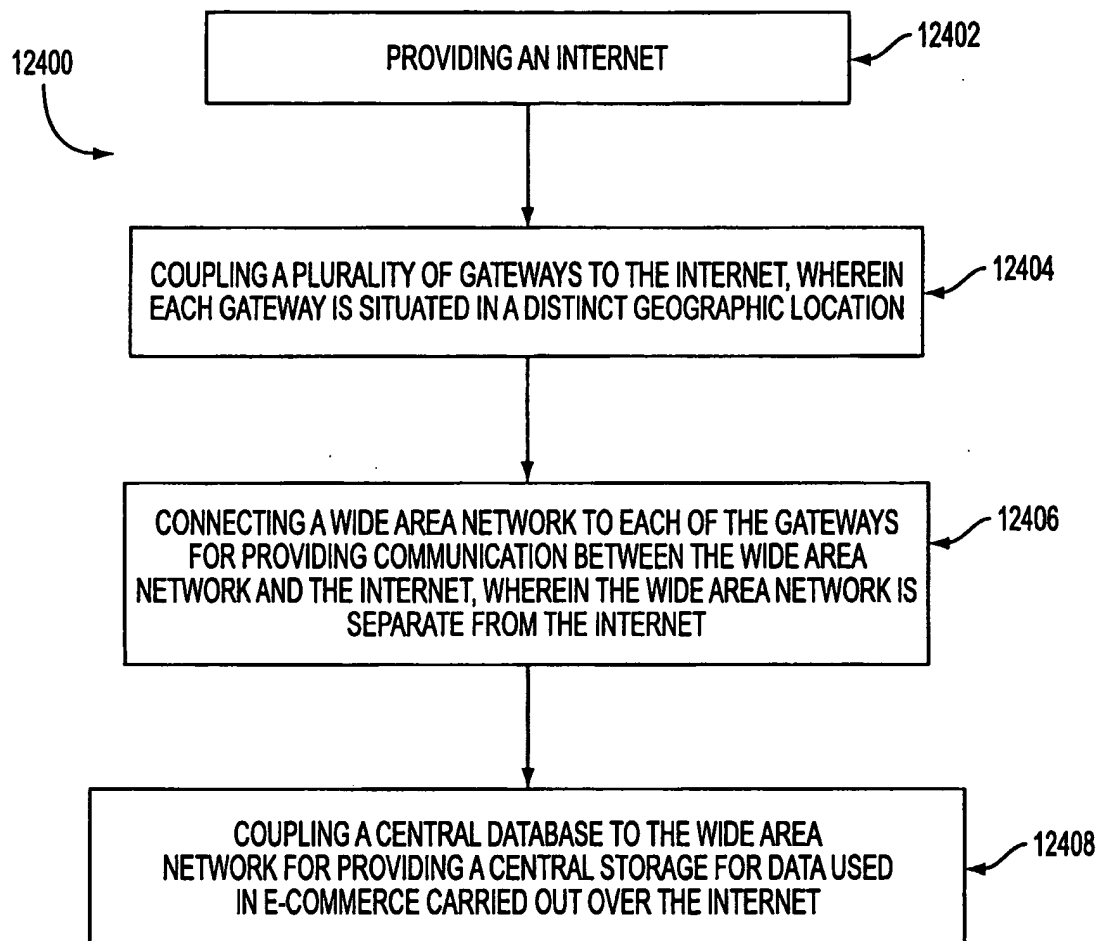 12400
PROVIDING AN INTERNET
12402
COUPLING A PLURALITY OF GATEWAYS TO THE INTERNET, WHEREIN
EACH GATEWAY IS SITUATED IN A DISTINCT GEOGRAPHIC LOCATION
12404
CONNECTING A WIDE AREA NETWORK TO EACH OF THE GATEWAYS
FOR PROVIDING COMMUNICATION BETWEEN THE WIDE AREA
NETWORK AND THE INTERNET, WHEREIN THE WIDE AREA NETWORK IS
SEPARATE FROM THE INTERNET
12406
COUPLING A CENTRAL DATABASE TO THE WIDE AREA
NETWORK FOR PROVIDING A CENTRAL STORAGE FOR DATA USED
IN E-COMMERCE CARRIED OUT OVER THE INTERNET
12408